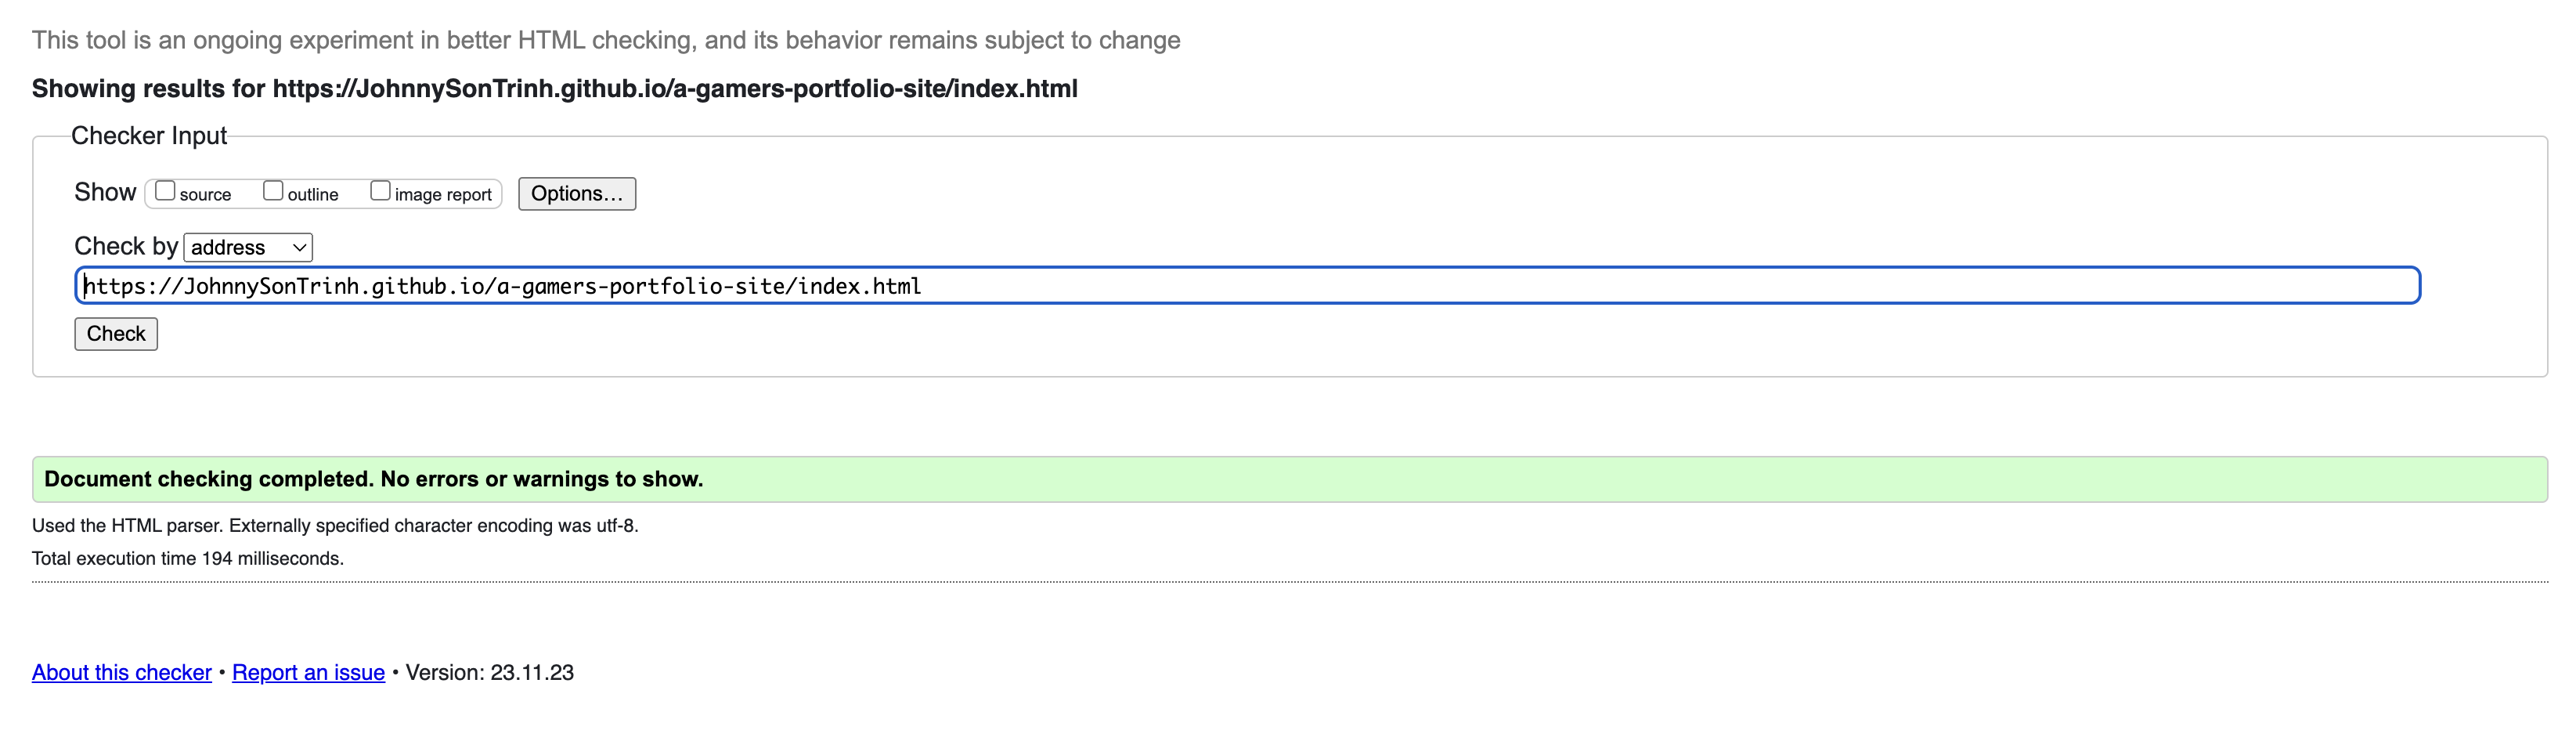 This tool is an ongoing experiment in better HTML checking, and its behavior remains subject to change
Showing results for https://JohnnySonTrinh.github.io/a-gamers-portfolio-site/index.html
Checker Input
Show source outline image report Options…
Check by address
https://JohnnySonTrinh.github.io/a-gamers-portfolio-site/index.html
Check
Document checking completed. No errors or warnings to show.
Used the HTML parser. Externally specified character encoding was utf-8.
Total execution time 194 milliseconds.
About this checker • Report an issue • Version: 23.11.23